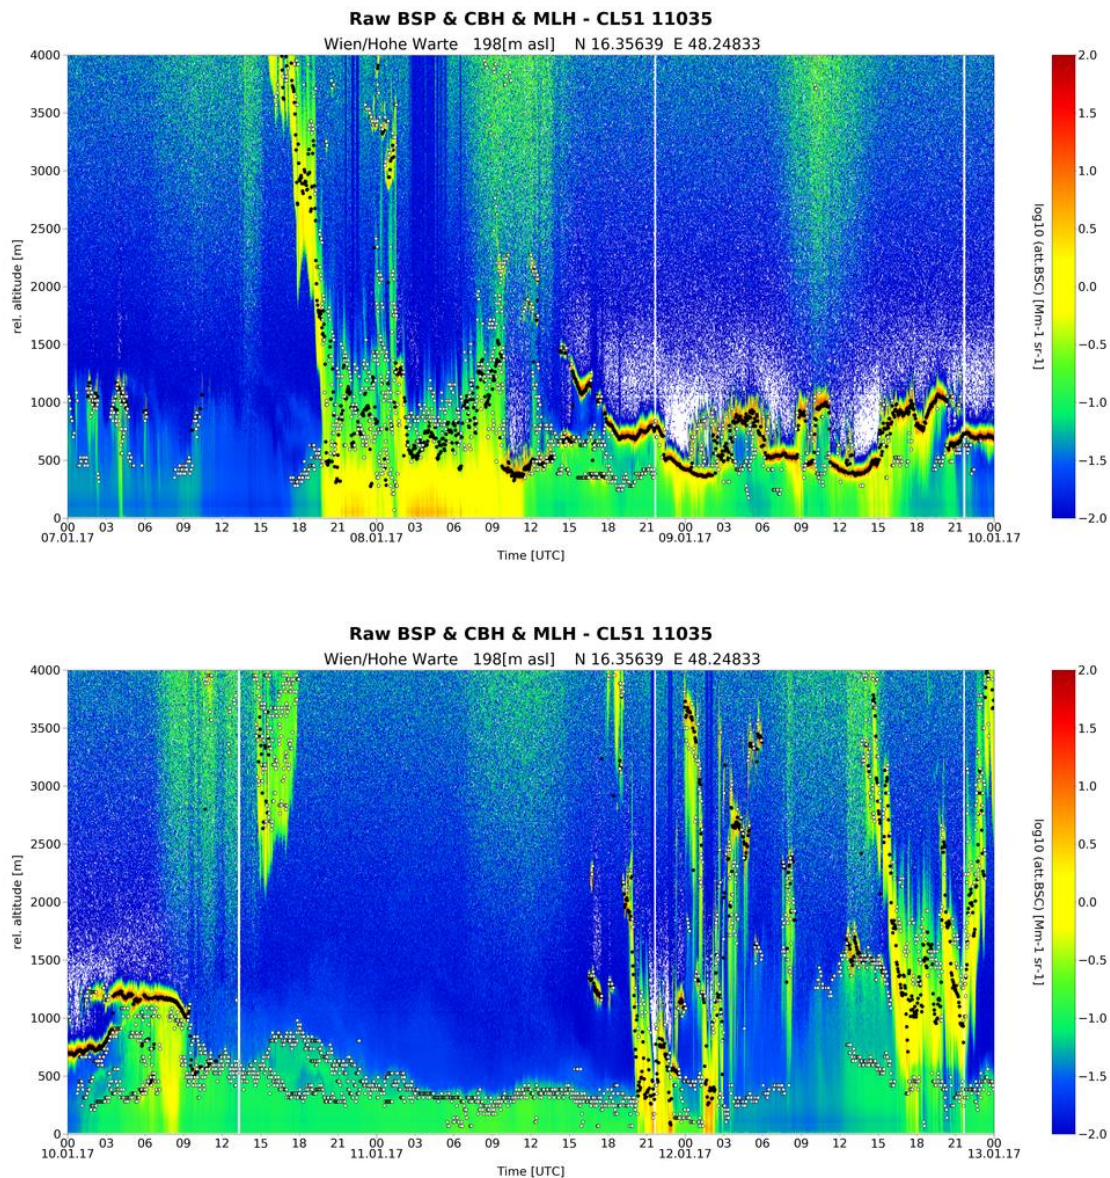 Raw BSP & CBH & MLH - CL51 11035
Wien/Hohe Warte 198[m asl] N 16.35639 E 48.24833
4000
3500
3000
2500
2000
1500
1000
500
0
rel. altitude [m]
00 03 06 09 12 15 18 21 00 03 06 09 12 15 18 21 00 03 06 09 12 15 18 21 00
07.01.17 08.01.17 09.01.17 10.01.17
Time [UTC]
2.0
1.5
1.0
0.5
0.0
−0.5
−1.0
−1.5
−2.0
log10 (att.BSC) [Mm-1 sr-1]
Raw BSP & CBH & MLH - CL51 11035
Wien/Hohe Warte 198[m asl] N 16.35639 E 48.24833
4000
3500
3000
2500
2000
1500
1000
500
0
rel. altitude [m]
00 03 06 09 12 15 18 21 00 03 06 09 12 15 18 21 00 03 06 09 12 15 18 21 00
10.01.17 11.01.17 12.01.17 13.01.17
Time [UTC]
2.0
1.5
1.0
0.5
0.0
−0.5
−1.0
−1.5
−2.0
log10 (att.BSC) [Mm-1 sr-1]